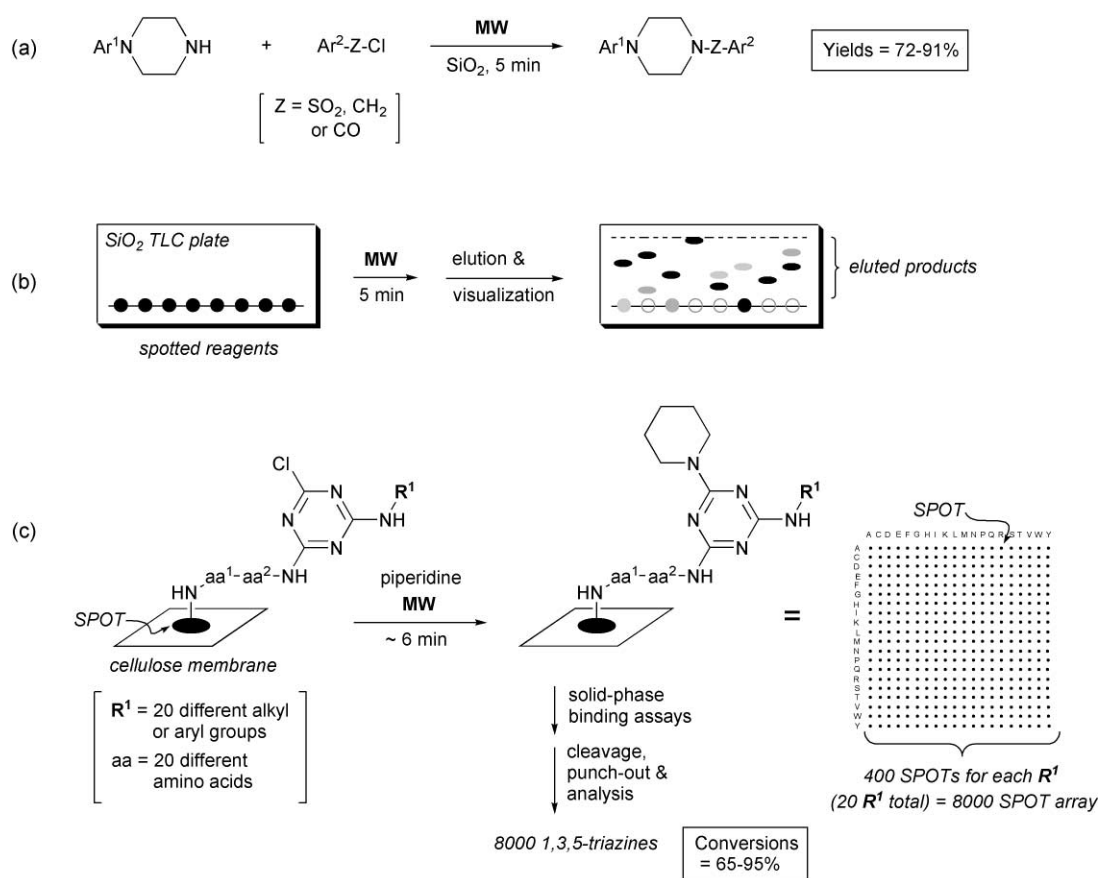 (a)
Ar¹
N
NH
+
Ar²-Z-Cl
MW
SiO₂, 5 min
Ar¹
N
N-Z-Ar²
Yields = 72-91%
Z = SO₂, CH₂
or CO
(b)
SiO₂ TLC plate
spotted reagents
MW
5 min
elution &
visualization
eluted products
(c)
Cl
N
N
N
R¹
NH
aa¹-aa²-NH
HN
SPOT
cellulose membrane
R¹ = 20 different alkyl
or aryl groups
aa = 20 different
amino acids
piperidine
MW
~ 6 min
N
N
N
N
R¹
NH
aa¹-aa²-NH
HN
=
SPOT
A C D E F G H I K L M N P Q R S T V W Y
A
C
D
E
F
G
H
I
K
L
M
N
P
Q
R
S
T
V
W
Y
400 SPOTs for each R¹
(20 R¹ total) = 8000 SPOT array
solid-phase
binding assays
cleavage,
punch-out &
analysis
8000 1,3,5-triazines
Conversions
= 65-95%